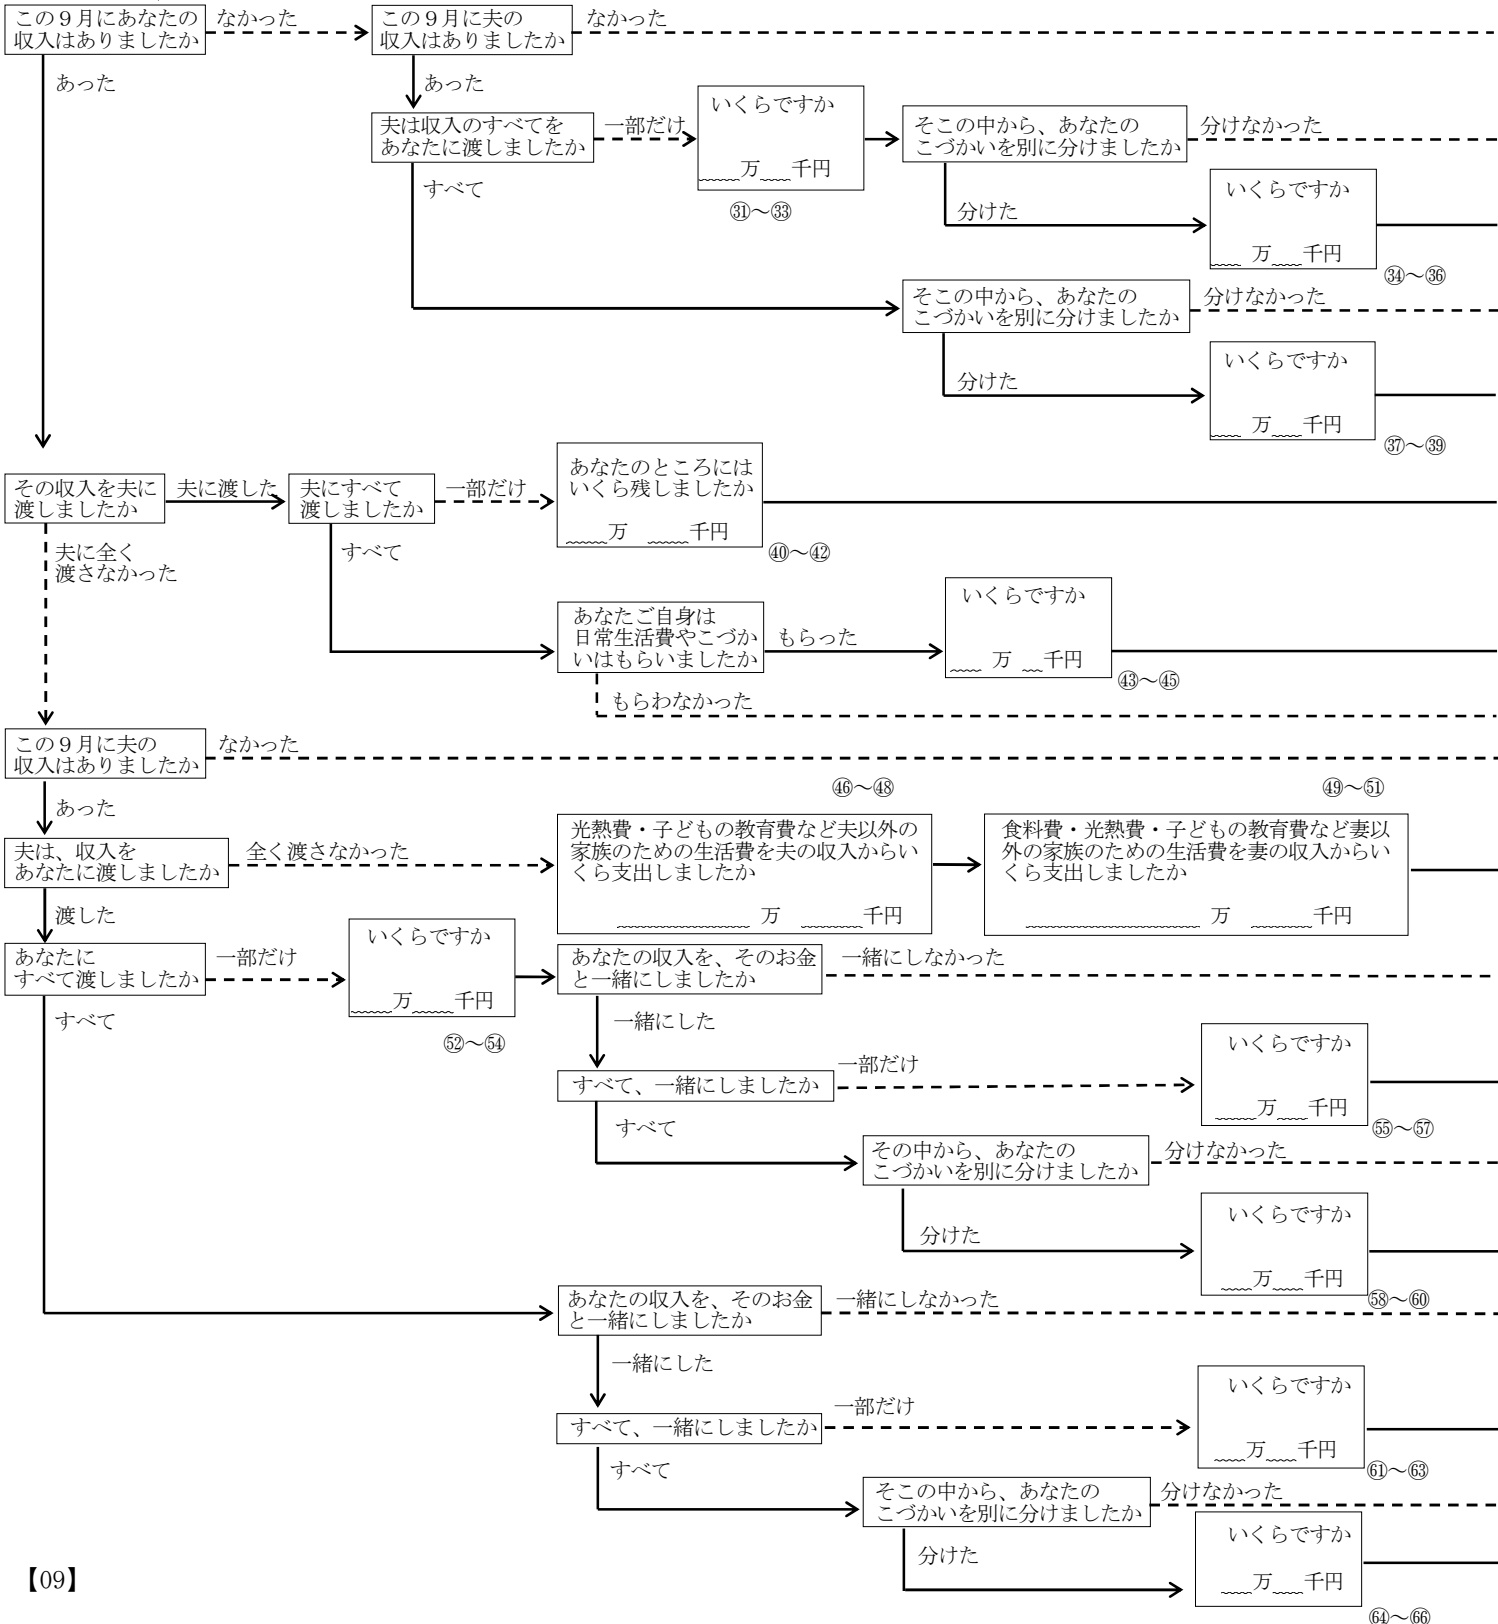 この９月にあなたの
収入はありましたか
なかった
この９月に夫の
収入はありましたか
なかった
あった
あった
夫は収入のすべてを
あなたに渡しましたか
一部だけ
いくらですか
万 千円
㉛～㉝
そこの中から、あなたの
こづかいを別に分けましたか
分けなかった
すべて
分けた
いくらですか
万 千円
㉞～㊱
そこの中から、あなたの
こづかいを別に分けましたか
分けなかった
分けた
いくらですか
万 千円
㊲～㊴
その収入を夫に
渡しましたか
夫に渡した
夫にすべて
渡しましたか
一部だけ
あなたのところには
いくら残しましたか
万 千円
㊵～㊷
夫に全く
渡さなかった
すべて
あなたご自身は
日常生活費やこづか
いはもらいましたか
もらった
いくらですか
万 千円
㊸～㊺
もらわなかった
この９月に夫の
収入はありましたか
なかった
あった
㊻～㊽
㊾～51
夫は、収入を
あなたに渡しましたか
全く渡さなかった
光熱費・子どもの教育費など夫以外の
家族のための生活費を夫の収入からい
くら支出しましたか
万 千円
食料費・光熱費・子どもの教育費など妻以
外の家族のための生活費を妻の収入からい
くら支出しましたか
万 千円
渡した
あなたに
すべて渡しましたか
一部だけ
いくらですか
万 千円
52～54
あなたの収入を、そのお金
と一緒にしましたか
一緒にしなかった
すべて
一緒にした
すべて、一緒にしましたか
一部だけ
いくらですか
万 千円
55～57
すべて
その中から、あなたの
こづかいを別に分けましたか
分けなかった
分けた
いくらですか
万 千円
58～60
あなたの収入を、そのお金
と一緒にしましたか
一緒にしなかった
一緒にした
すべて、一緒にしましたか
一部だけ
いくらですか
万 千円
61～63
すべて
そこの中から、あなたの
こづかいを別に分けましたか
分けなかった
分けた
いくらですか
万 千円
64～66
【09】